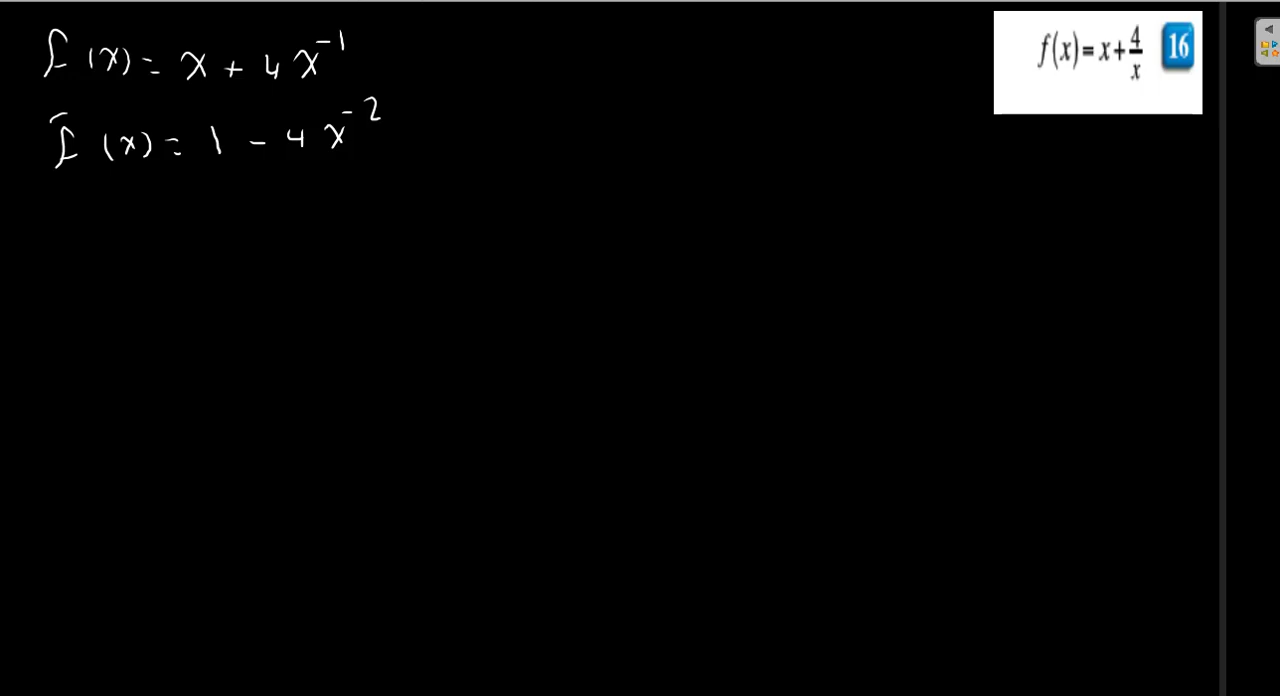 f(x) = x + 4x⁻¹
f̄(x) = 1 - 4x⁻²
f(x)=x+4/x 16